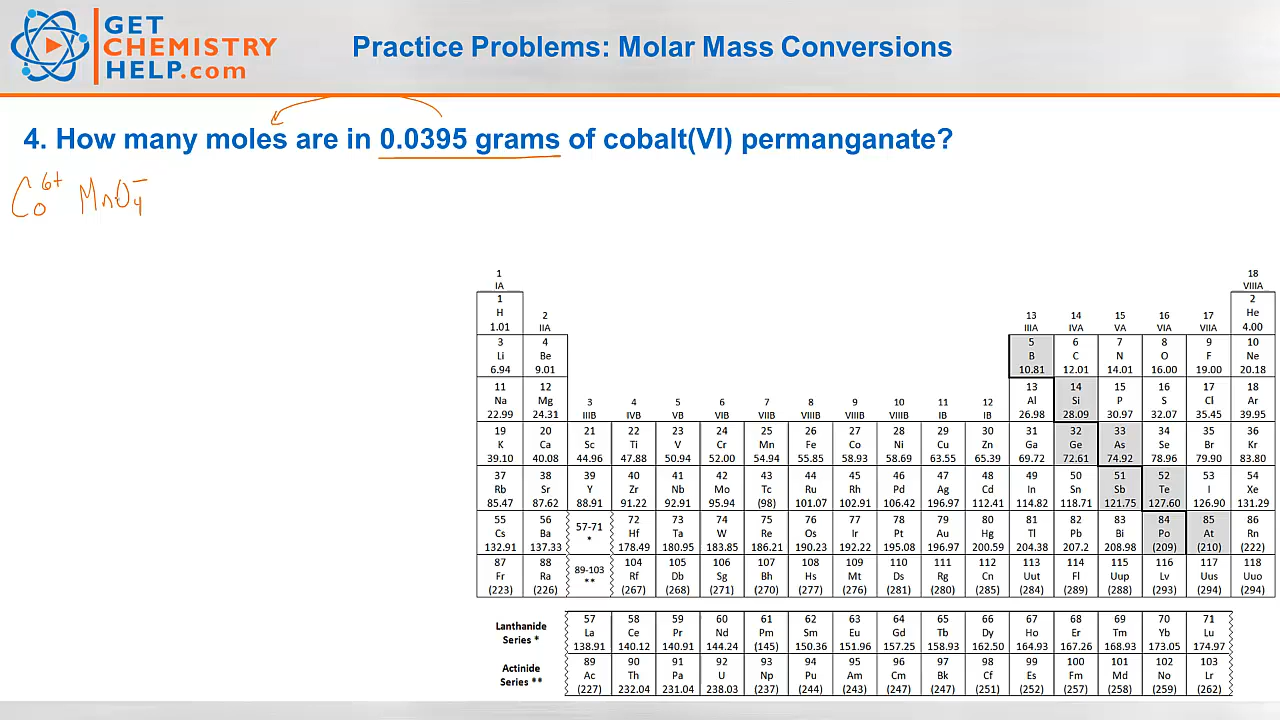 GET
CHEMISTRY
HELP.com
Practice Problems: Molar Mass Conversions
4. How many moles are in 0.0395 grams of cobalt(VI) permanganate?
Co6+ MnO4−
1 18
IA VIIIA
1 2
H 2 13 14 15 16 17 He
1.01 IIA IIIA IVA VA VIA VIIA 4.00
3 4 5 6 7 8 9 10
Li Be B C N O F Ne
6.94 9.01 10.81 12.01 14.01 16.00 19.00 20.18
11 12 13 14 15 16 17 18
Na Mg 3 4 5 6 7 8 9 10 11 12 Al Si P S Cl Ar
22.99 24.31 IIIB IVB VB VIB VIIB VIIIB VIIIB VIIIB IB IB 26.98 28.09 30.97 32.07 35.45 39.95
19 20 21 22 23 24 25 26 27 28 29 30 31 32 33 34 35 36
K Ca Sc Ti V Cr Mn Fe Co Ni Cu Zn Ga Ge As Se Br Kr
39.10 40.08 44.96 47.88 50.94 52.00 54.94 55.85 58.93 58.69 63.55 65.39 69.72 72.61 74.92 78.96 79.90 83.80
37 38 39 40 41 42 43 44 45 46 47 48 49 50 51 52 53 54
Rb Sr Y Zr Nb Mo Tc Ru Rh Pd Ag Cd In Sn Sb Te I Xe
85.47 87.62 88.91 91.22 92.91 95.94 (98) 101.07 102.91 106.42 196.97 112.41 114.82 118.71 121.75 127.60 126.90 131.29
55 56 57-71 72 73 74 75 76 77 78 79 80 81 82 83 84 85 86
Cs Ba * Hf Ta W Re Os Ir Pt Au Hg Tl Pb Bi Po At Rn
132.91 137.33 178.49 180.95 183.85 186.21 190.23 192.22 195.08 196.97 200.59 204.38 207.2 208.98 (209) (210) (222)
87 88 89-103 104 105 106 107 108 109 110 111 112 113 114 115 116 117 118
Fr Ra ** Rf Db Sg Bh Hs Mt Ds Rg Cn Uut Fl Uup Lv Uus Uuo
(223) (226) (267) (268) (271) (270) (277) (276) (281) (280) (285) (284) (289) (288) (293) (294) (294)
57 58 59 60 61 62 63 64 65 66 67 68 69 70 71
Lanthanide La Ce Pr Nd Pm Sm Eu Gd Tb Dy Ho Er Tm Yb Lu
Series * 138.91 140.12 140.91 144.24 (145) 150.36 151.96 157.25 158.93 162.50 164.93 167.26 168.93 173.05 174.97
89 90 91 92 93 94 95 96 97 98 99 100 101 102 103
Actinide Ac Th Pa U Np Pu Am Cm Bk Cf Es Fm Md No Lr
Series ** (227) 232.04 231.04 238.03 (237) (244) (243) (247) (247) (251) (252) (257) (258) (259) (262)